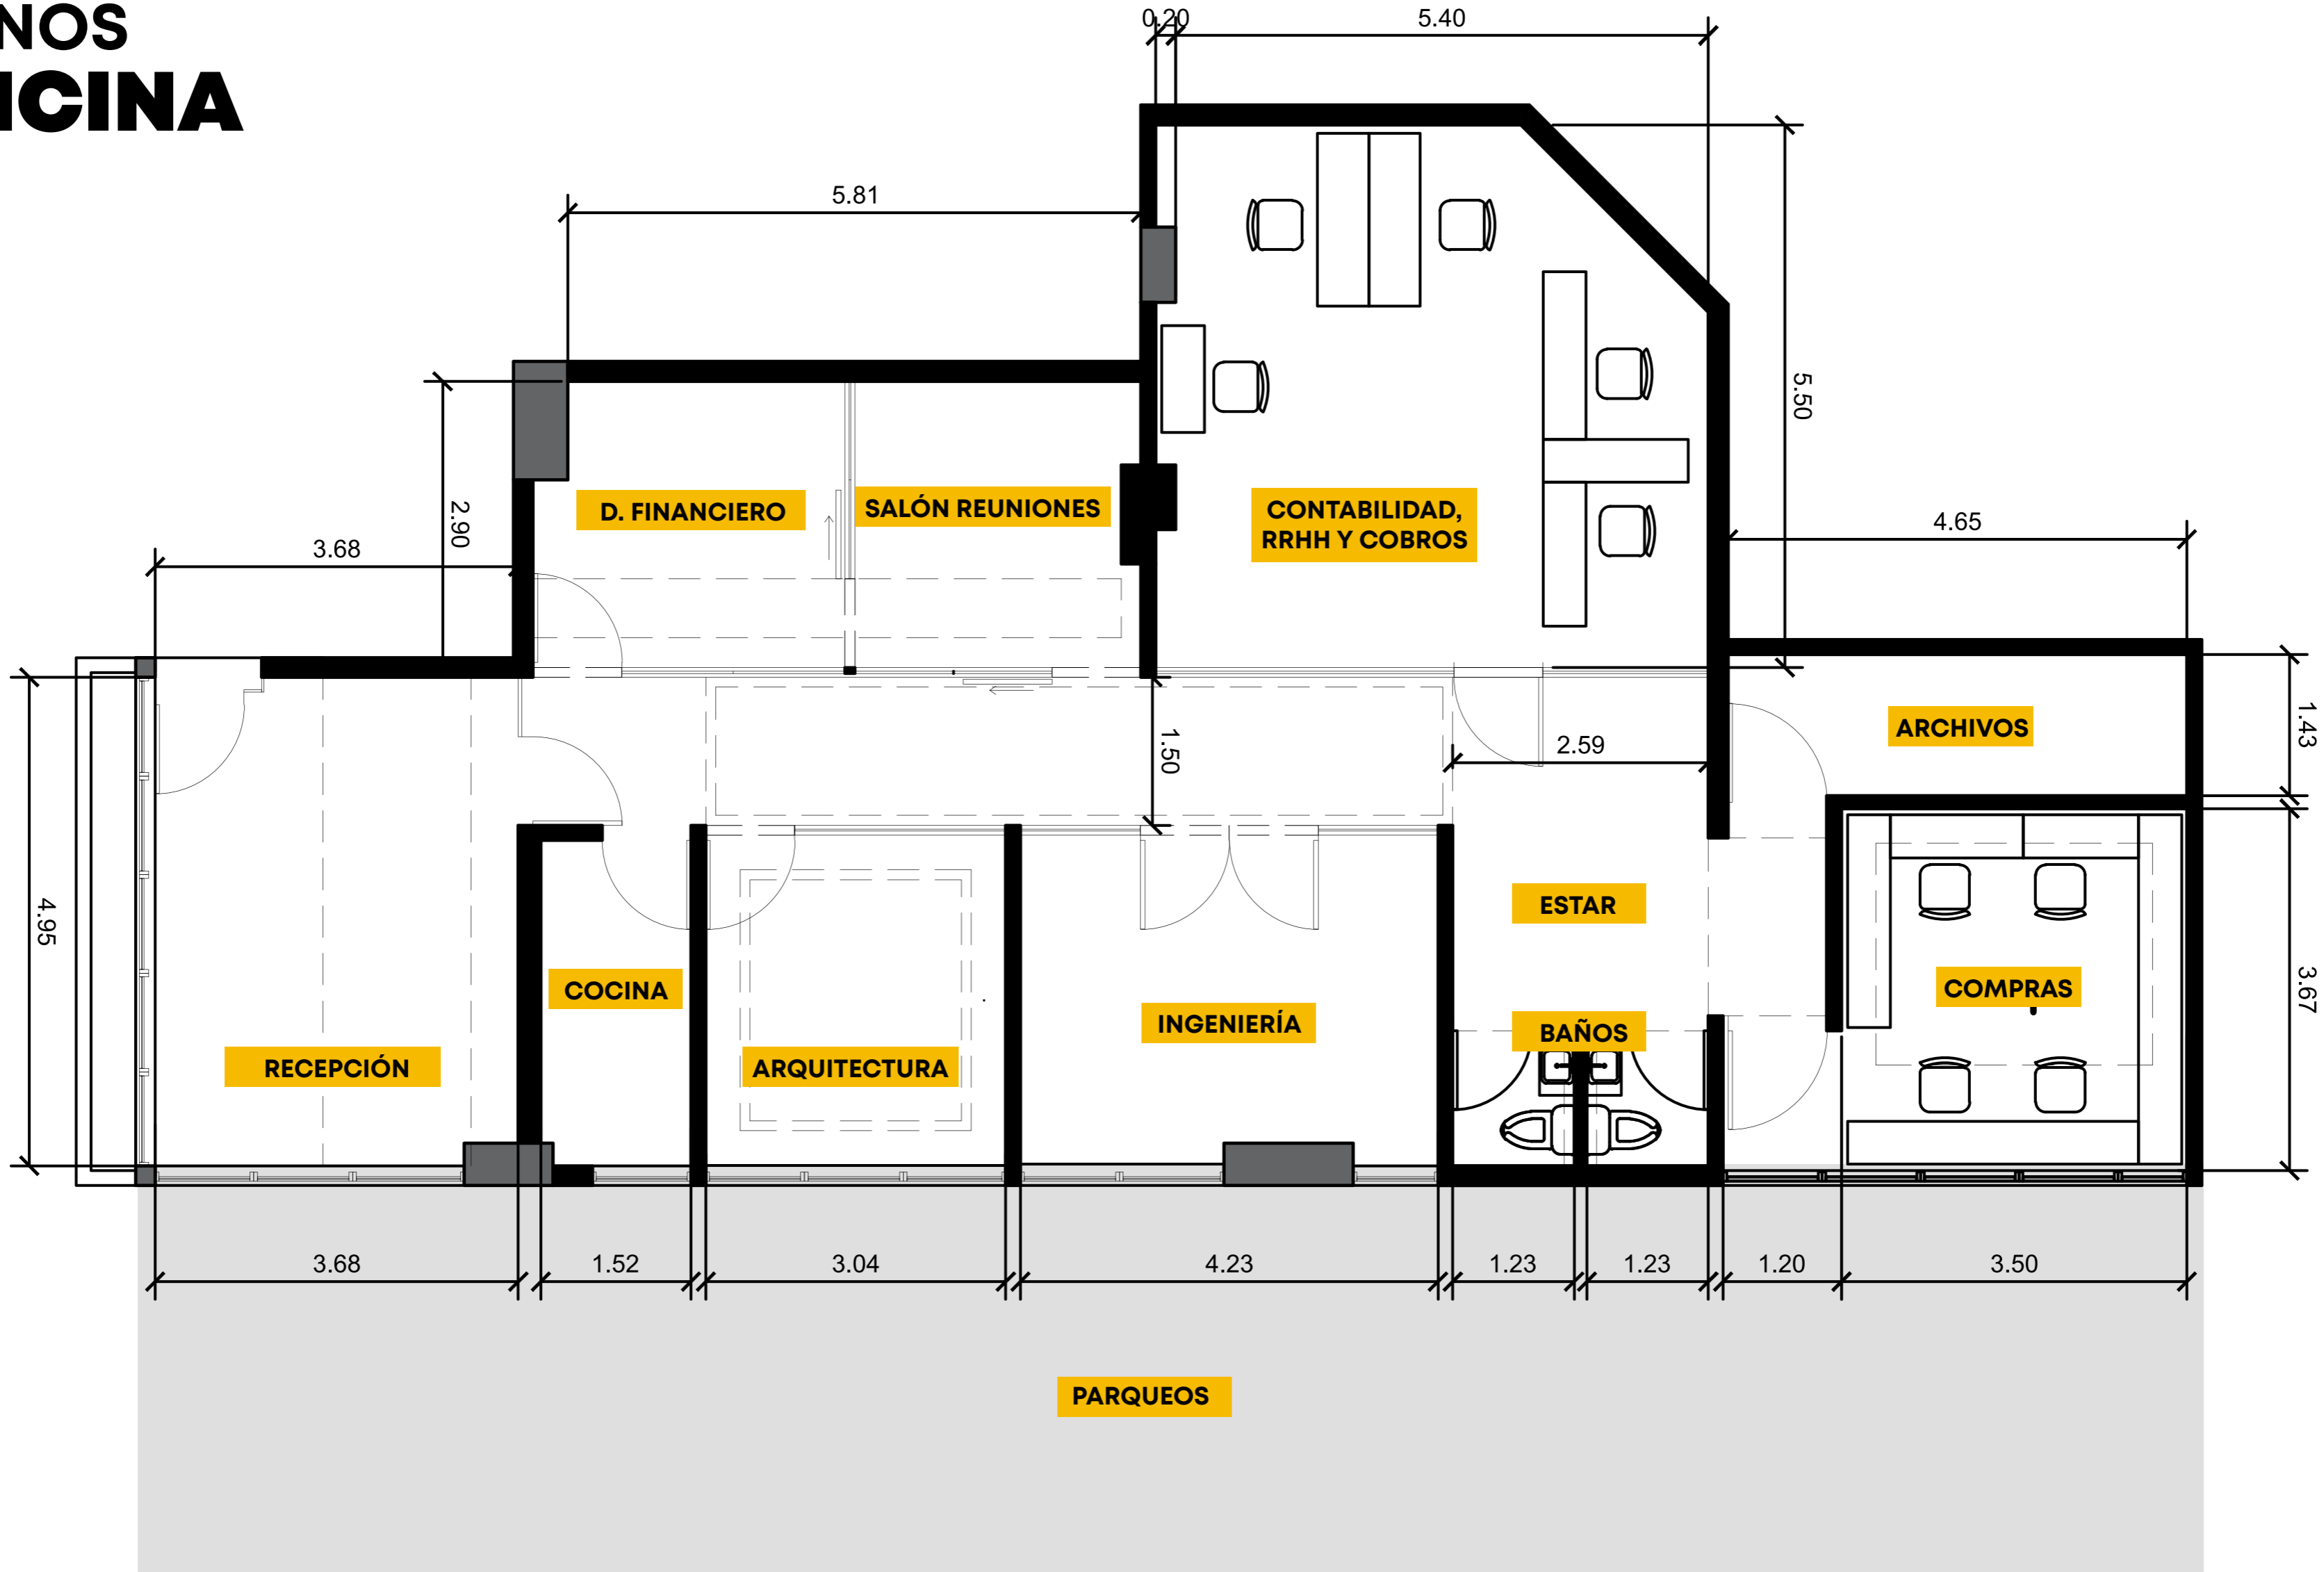 NOS
ICINA
0.20
5.40
5.81
5.50
2.90
3.68
4.65
D. FINANCIERO
SALÓN REUNIONES
CONTABILIDAD,
RRHH Y COBROS
1.43
ARCHIVOS
1.50
2.59
4.95
ESTAR
COCINA
COMPRAS
3.67
INGENIERÍA
BAÑOS
RECEPCIÓN
ARQUITECTURA
3.68
1.52
3.04
4.23
1.23
1.23
1.20
3.50
PARQUEOS